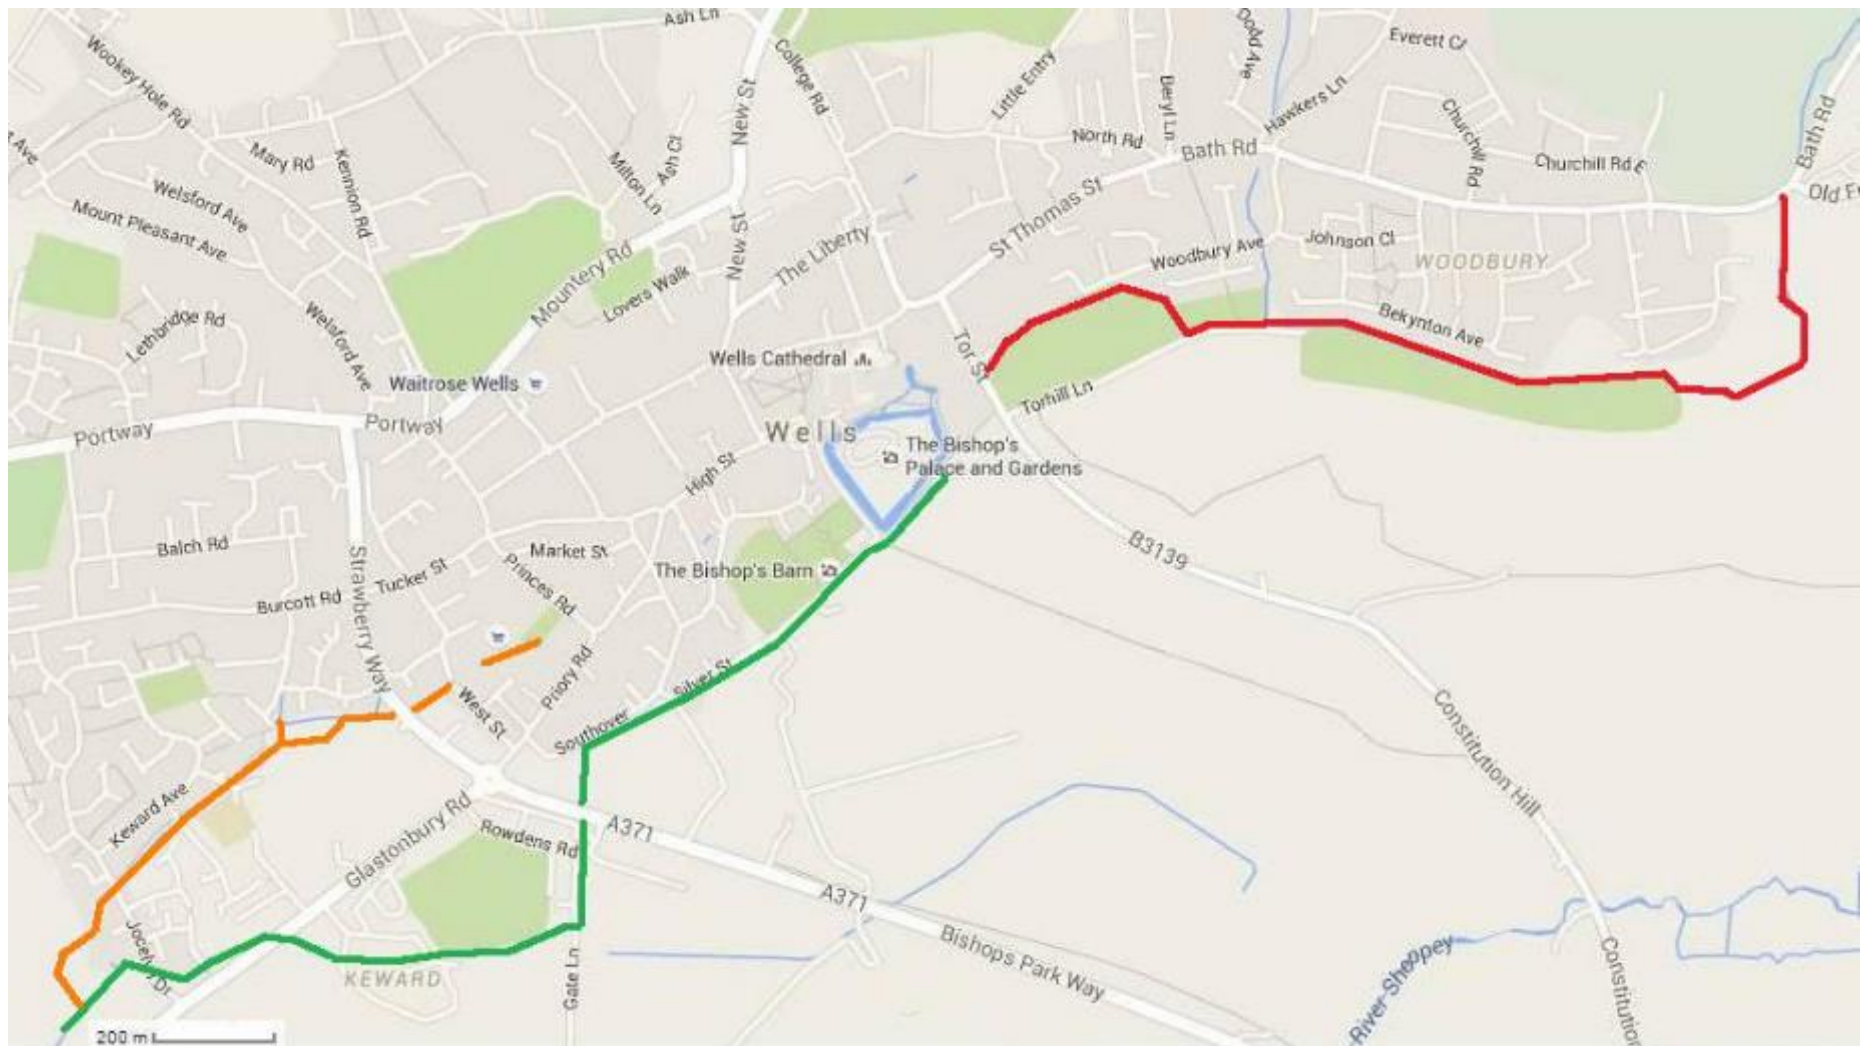 Ash Ln
Wookey Hole Rd
College Rd
New St
Little Entry
Dodd Ave
Everett Cl
Hawkers Ln
Beryl Ln
Bath Rd
Ave
Mary Rd
Kennion Rd
Milton Ln
Ash Cl
North Rd
Bath Rd
Churchill Rd
Churchill Rd E
Welsford Ave
Mount Pleasant Ave
New St
The Liberty
St Thomas St
Woodbury Ave
Johnson Cl
WOODBURY
Old Fr
Mountery Rd
Lovers Walk
Lethbridge Rd
Welsford Ave
Tor St
Bekynton Ave
Wells Cathedral
Waitrose Wells
Torhill Ln
Portway
Portway
Wells
High St
The Bishop's
Palace and Gardens
Balch Rd
Strawberry Way
Tucker St
Market St
Princes Rd
The Bishop's Barn
B3139
Burcott Rd
Priory Rd
West St
Silver St
Southover
Constitution Hill
Keward Ave
Glastonbury Rd
Rowdens Rd
A371
A371
Jocelyn Dr
KEWARD
Gate Ln
Bishops Park Way
River Sheppey
Constitution
200 m